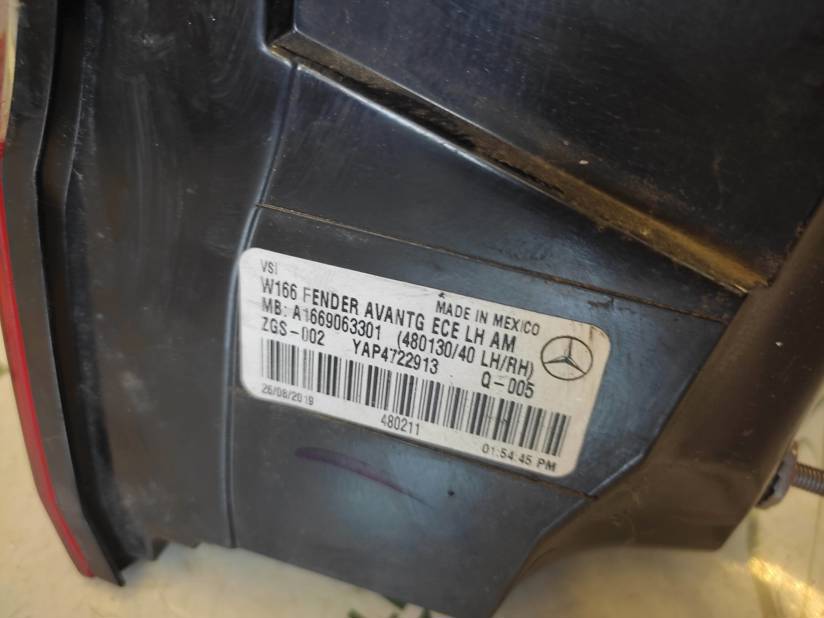 VSI
MADE IN MEXICO
W166 FENDER AVANTG ECE LH AM
MB: A1669063301 (480130/40 LH/RH)
ZGS-002 YAP4722913 Q-005
26/08/2019 480211 01:54:45 PM